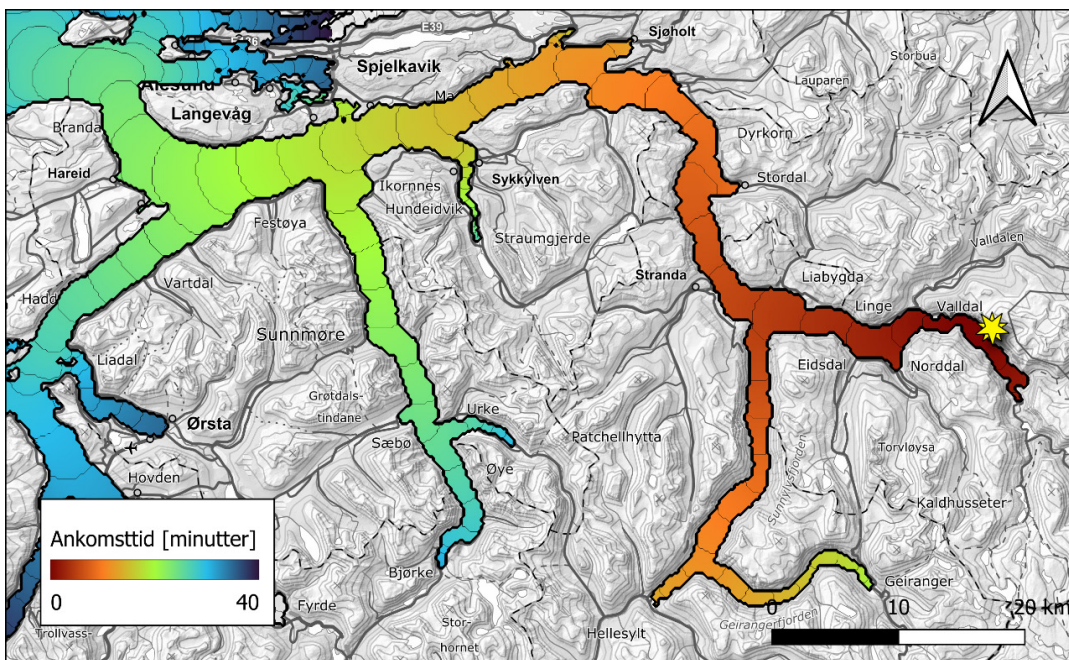 E39
Sjøholt
Spjelkavik
Storbua
Lauparen
Ålesund
Langevåg
Ma
Branda
Dyrkorn
Hareid
Ikornnes
Sykkylven
Stordal
Hundeidvik
Festøya
Straumgjerde
Valldalen
Stranda
Liabygda
Hadd
Vartdal
Linge
Valldal
Sunnmøre
Liadal
Eidsdal
Norddal
Grøtdals-
tindane
Urke
Ørsta
Sæbø
Patchellhytta
Torvløysa
Øye
Sunnylvsfjorden
Hovden
Kaldhusseter
Ankomsttid [minutter]
0
40
Bjørke
Geiranger
Fyrde
Stor-
hornet
Hellesylt
Geirangerfjorden
Trollvass-
0
10
20 km